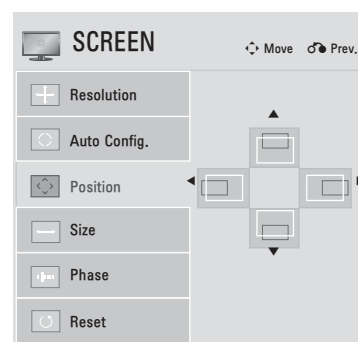 SCREEN
Move Prev.
Resolution
Auto Config.
Position
Size
Phase
Reset